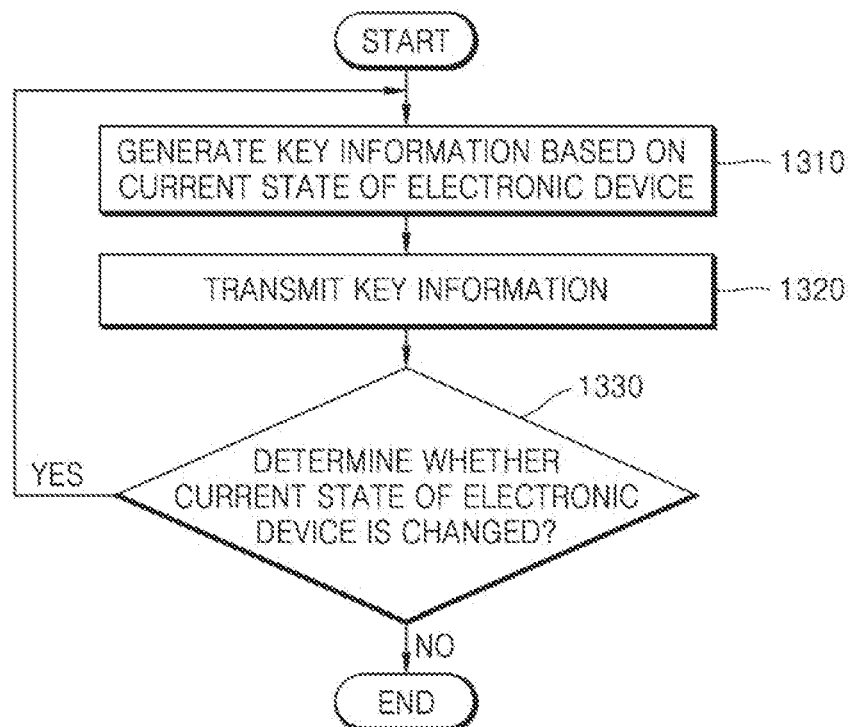 START
GENERATE KEY INFORMATION BASED ON
CURRENT STATE OF ELECTRONIC DEVICE
1310
TRANSMIT KEY INFORMATION
1320
1330
DETERMINE WHETHER
CURRENT STATE OF ELECTRONIC
DEVICE IS CHANGED?
YES
NO
END